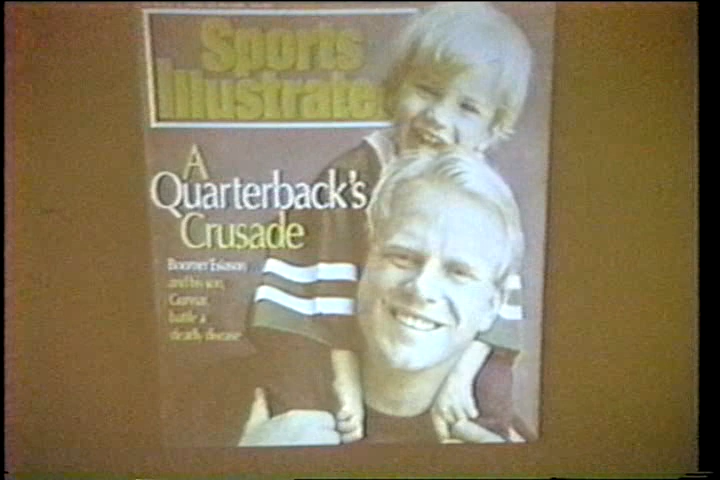 Sports
Illustrated
A
Quarterback's
Crusade
Boomer Esiason
and his son,
Gunnar,
battle a
deadly disease